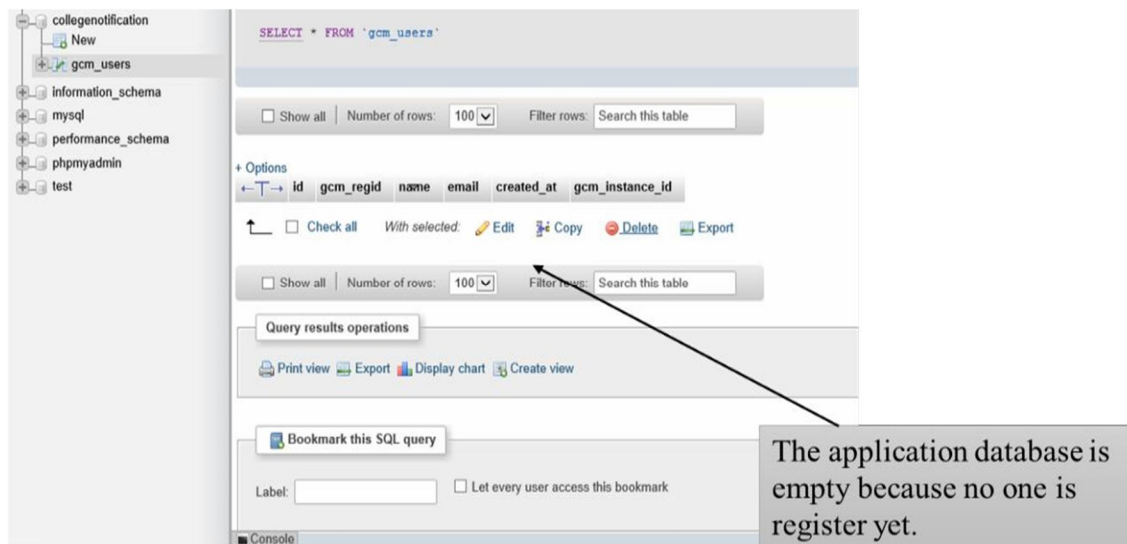 collegenotification
New
gcm_users
information_schema
mysql
performance_schema
phpmyadmin
test
SELECT * FROM `gcm_users`
Show all | Number of rows: 100 Filter rows: Search this table
+ Options
←T→ id gcm_regid name email created_at gcm_instance_id
Check all With selected: Edit Copy Delete Export
Show all | Number of rows: 100 Filter rows: Search this table
Query results operations
Print view Export Display chart Create view
Bookmark this SQL query
Label: Let every user access this bookmark
Console
The application database is
empty because no one is
register yet.